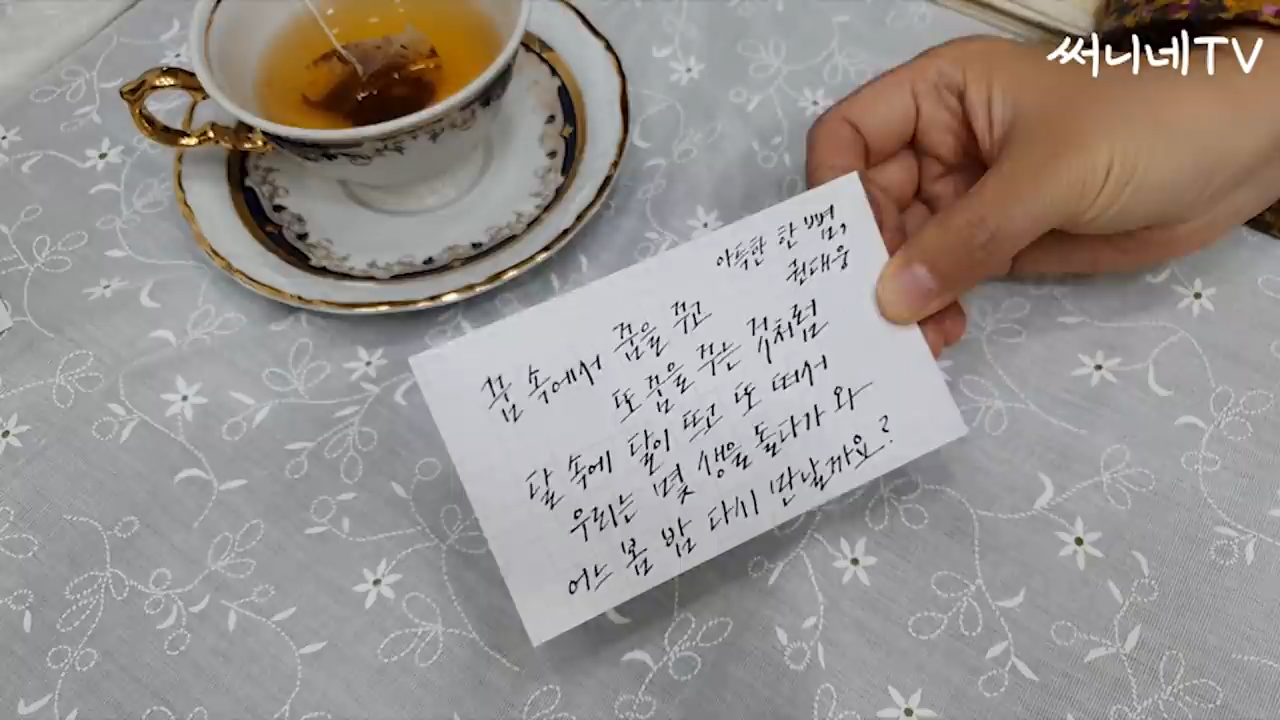 써니네TV
아득한 한 뼘,
권대웅
꿈 속에서 꿈을 꾸고
또 꿈을 꾸는 것처럼
달 속에 달이 뜨고 또 떠서
우리는 몇 생을 돌다가 와
어느 봄 밤 다시 만날까요?